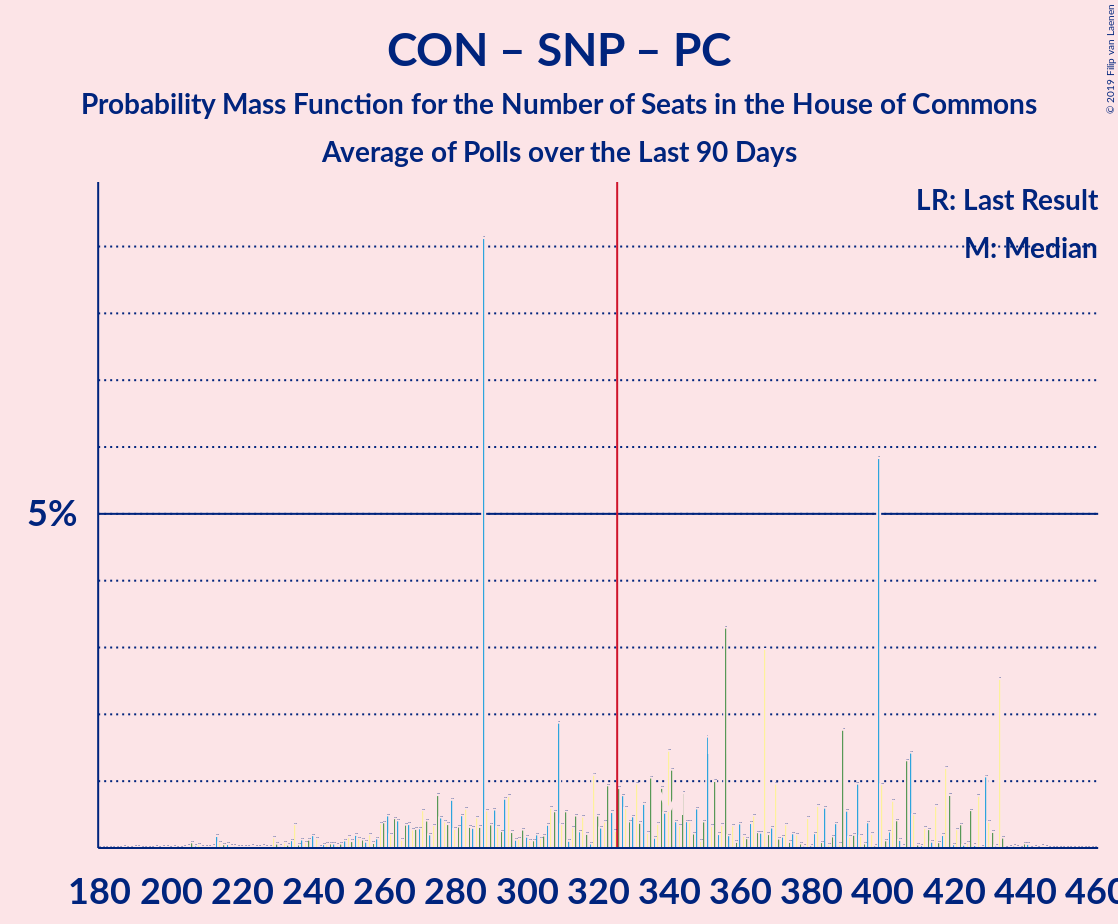 CON – SNP – PC
Probability Mass Function for the Number of Seats in the House of Commons
Average of Polls over the Last 90 Days
© 2019 Filip van Laenen
LR: Last Result
M: Median
5%
180 200 220 240 260 280 300 320 340 360 380 400 420 440 460